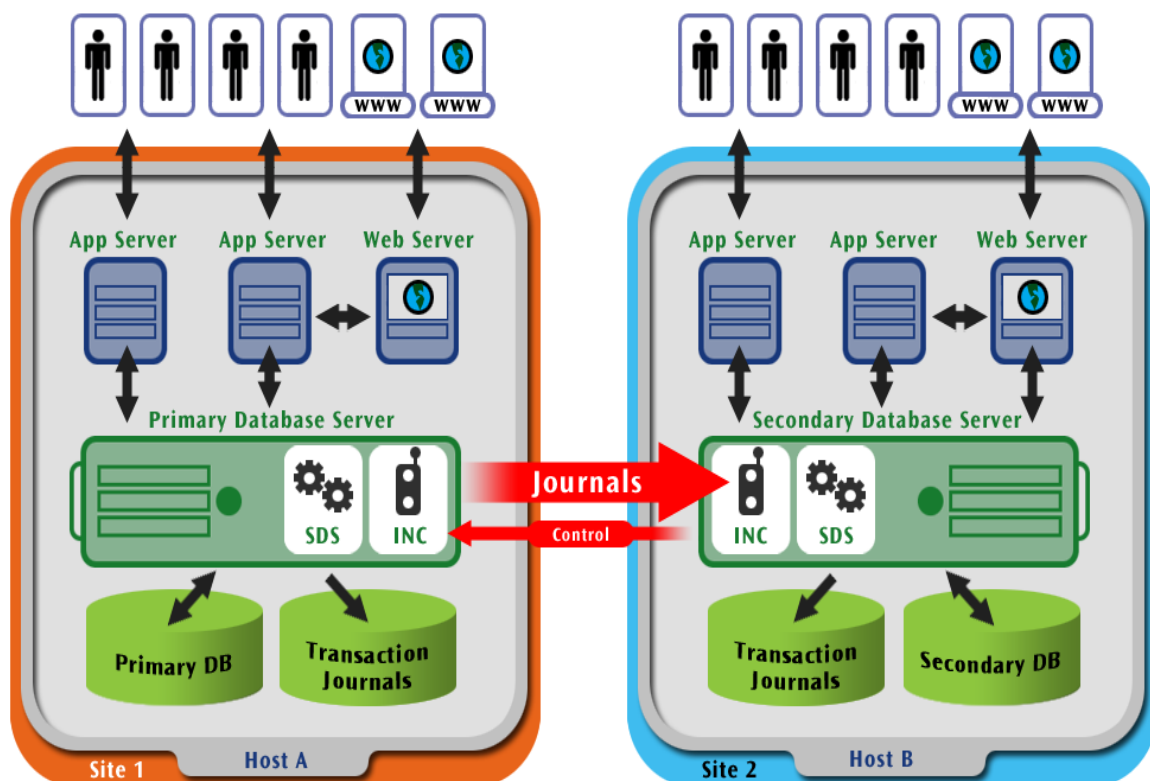 WWW WWW WWW WWW
App Server App Server Web Server
App Server App Server Web Server
Primary Database Server
Secondary Database Server
SDS INC
Journals
Control
INC SDS
Primary DB
Transaction
Journals
Transaction
Journals
Secondary DB
Site 1 Host A
Site 2 Host B